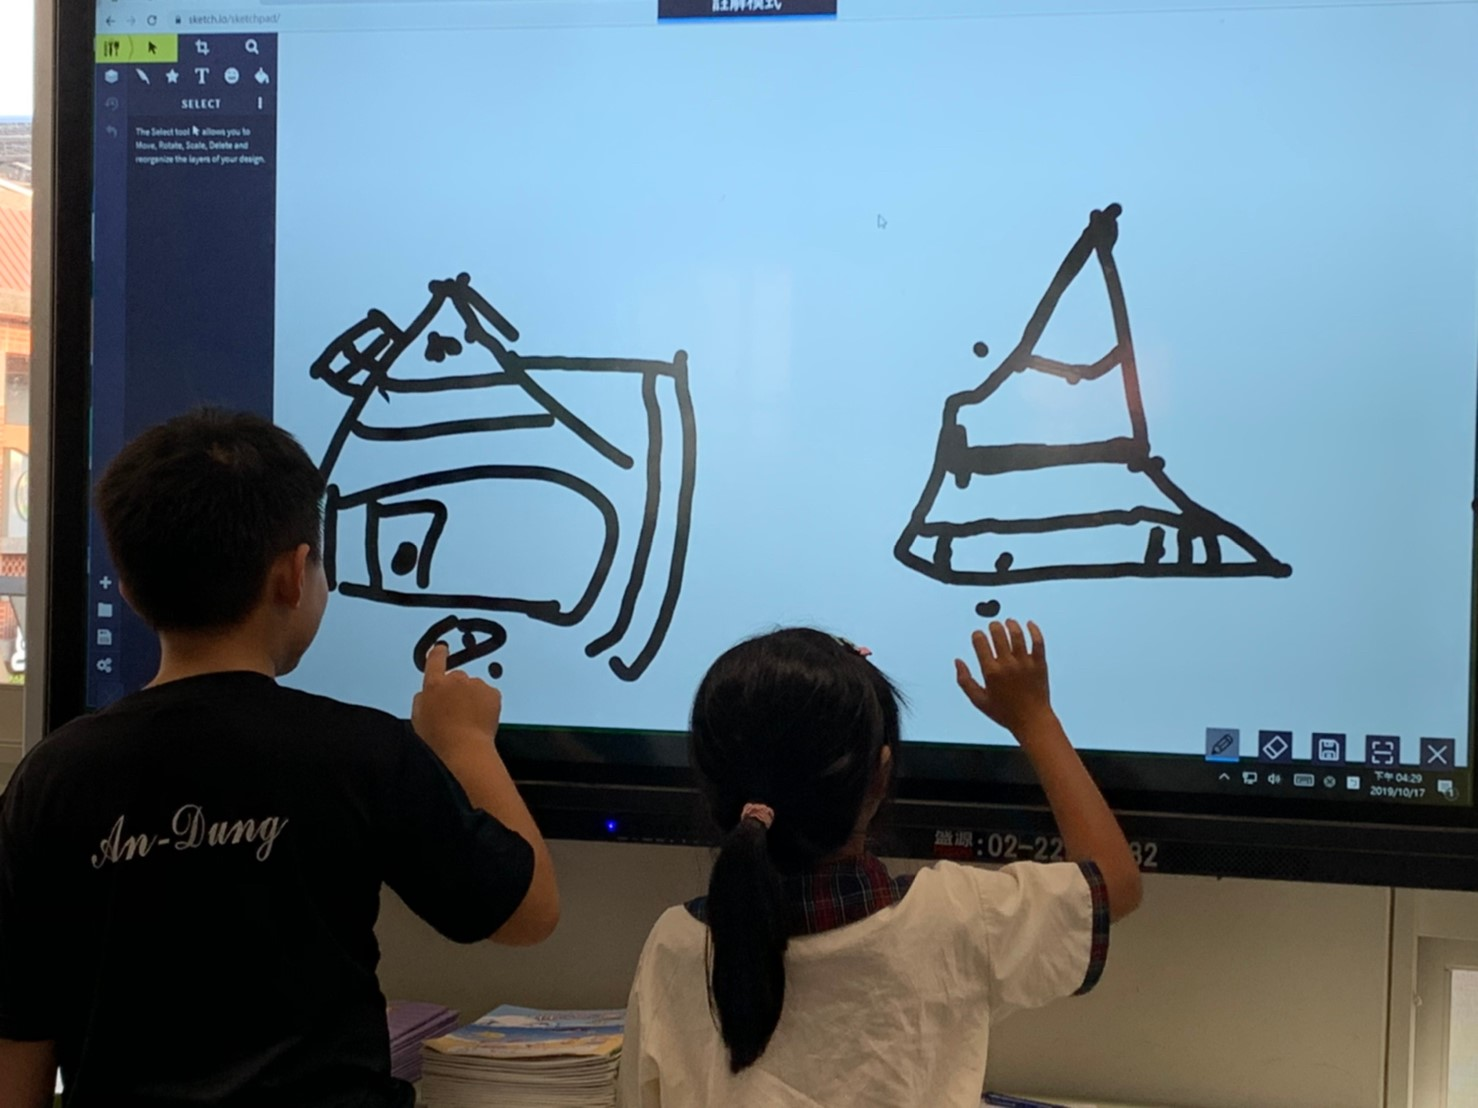 sketch.io/sketchpad/
註解模式
SELECT
The Select tool allows you to
Move, Rotate, Scale, Delete and
reorganize the layers of your design.
An-Dung
下午 04:29
2019/10/17